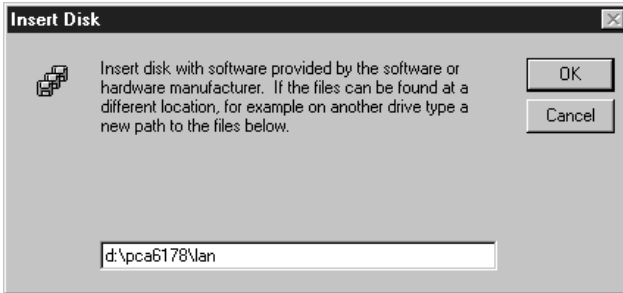 Insert Disk
Insert disk with software provided by the software or
hardware manufacturer. If the files can be found at a
different location, for example on another drive type a
new path to the files below.
OK
Cancel
d:\pca6178\lan